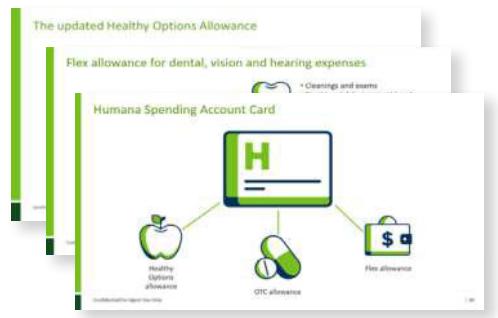 The updated Healthy Options Allowance
Flex allowance for dental, vision and hearing expenses
• Cleanings and exams
Humana Spending Account Card
H
$
Healthy
Options
allowance
OTC allowance
Flex allowance